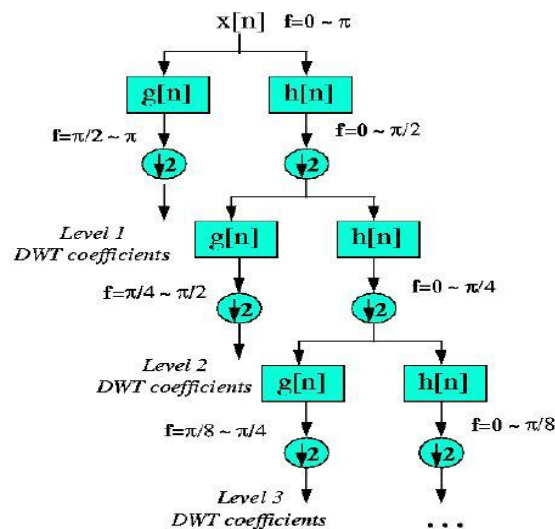 x[n] f=0 ~ π
g[n] h[n]
f=π/2 ~ π f=0 ~ π/2
↓2 ↓2
Level 1
DWT coefficients
g[n] h[n]
f=π/4 ~ π/2 f=0 ~ π/4
↓2 ↓2
Level 2
DWT coefficients
g[n] h[n]
f=π/8 ~ π/4 f=0 ~ π/8
↓2 ↓2
Level 3
DWT coefficients
...